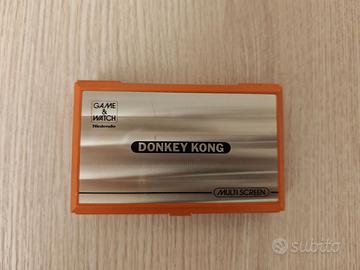 GAME
&
WATCH
Nintendo
DONKEY KONG
MULTI SCREEN
subito